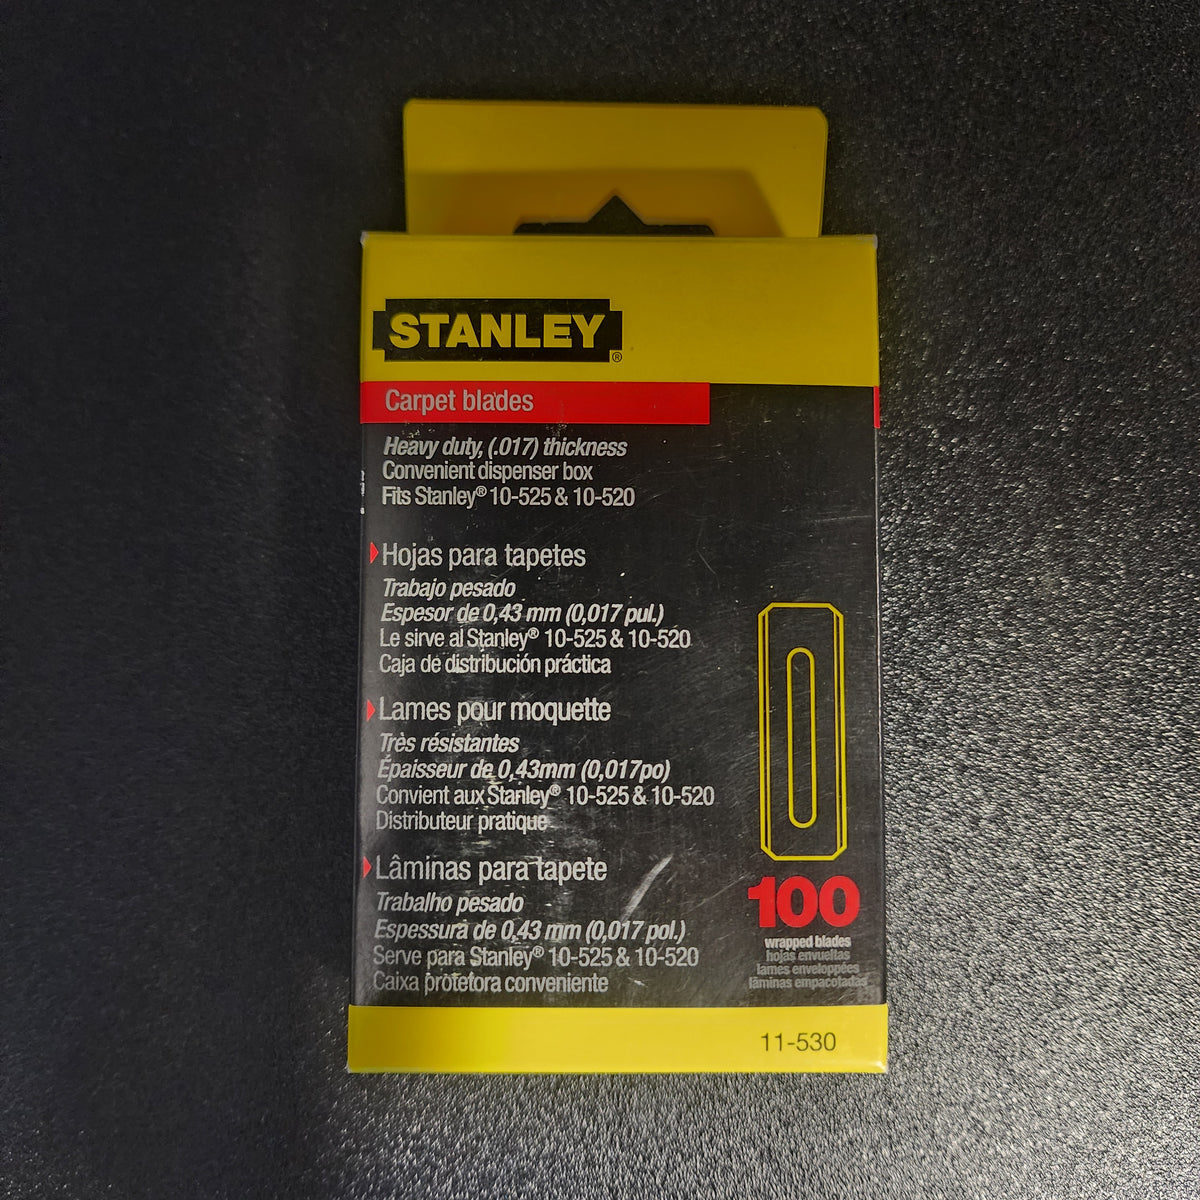 STANLEY®
Carpet blades
Heavy duty, (.017) thickness
Convenient dispenser box
Fits Stanley® 10-525 & 10-520
Hojas para tapetes
Trabajo pesado
Espesor de 0,43 mm (0,017 pul.)
Le sirve al Stanley® 10-525 & 10-520
Caja de distribución práctica
Lames pour moquette
Très résistantes
Épaisseur de 0,43mm (0,017po)
Convient aux Stanley® 10-525 & 10-520
Distributeur pratique
Lâminas para tapete
Trabalho pesado
Espessura de 0,43 mm (0,017 pol.)
Serve para Stanley® 10-525 & 10-520
Caixa protetora conveniente
100
wrapped blades
hojas envueltas
lames enveloppées
lâminas empacotadas
11-530